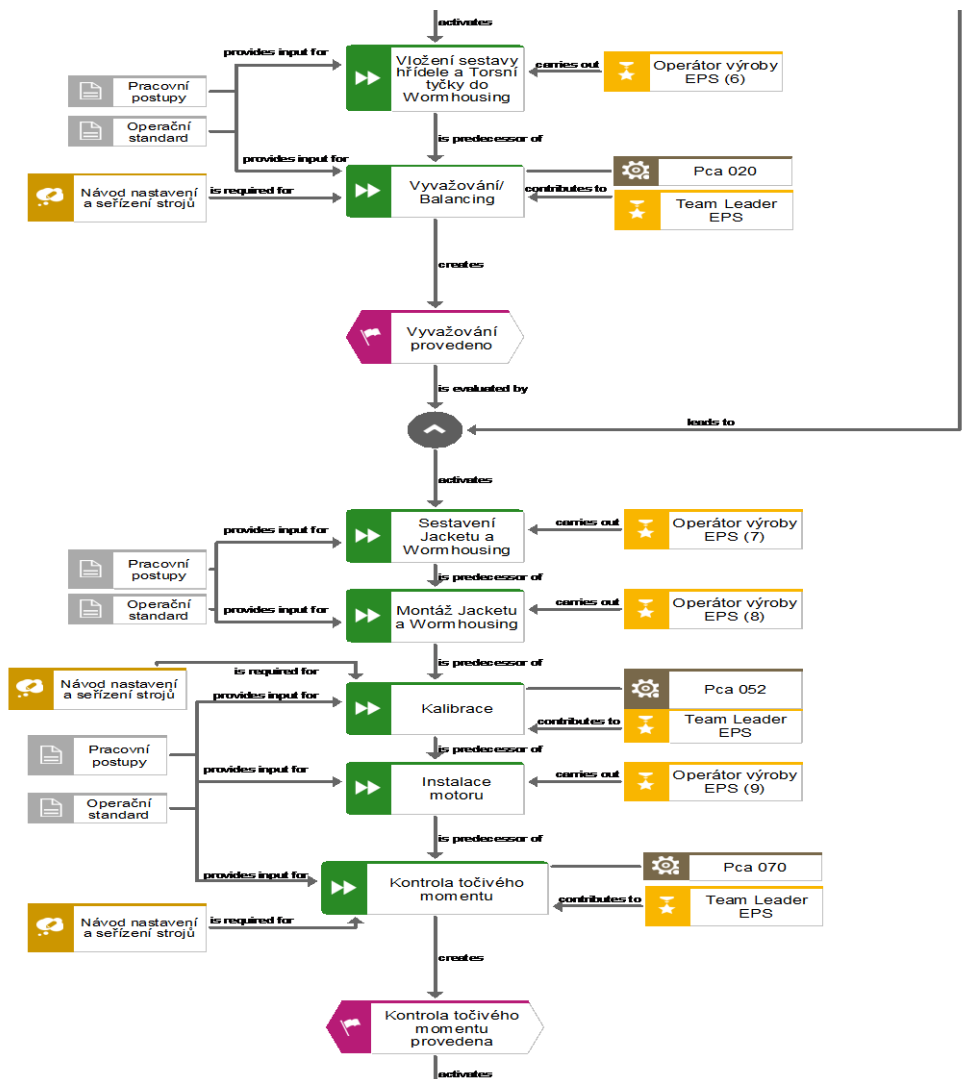 activates
provides input for
Vložení sestavy
hřídele a Torsní
tyčky do
Wormhousing
carries out
Operátor výroby
EPS (6)
Pracovní
postupy
Operační
standard
is predecessor of
provides input for
Návod nastavení
a seřízení strojů
is required for
Vyvažování/
Balancing
Pca 020
contributes to
Team Leader
EPS
creates
Vyvažování
provedeno
is evaluated by
leads to
activates
provides input for
Sestavení
Jacketu a
Wormhousing
carries out
Operátor výroby
EPS (7)
Pracovní
postupy
is predecessor of
Operační
standard
provides input for
Montáž Jacketu
a Wormhousing
carries out
Operátor výroby
EPS (8)
is predecessor of
is required for
Návod nastavení
a seřízení strojů
provides input for
Kalibrace
Pca 052
contributes to
Team Leader
EPS
Pracovní
postupy
is predecessor of
provides input for
Instalace
motoru
carries out
Operátor výroby
EPS (9)
Operační
standard
is predecessor of
provides input for
Kontrola točivého
momentu
Pca 070
contributes to
Team Leader
EPS
Návod nastavení
a seřízení strojů
is required for
creates
Kontrola točivého
momentu
provedena
activates